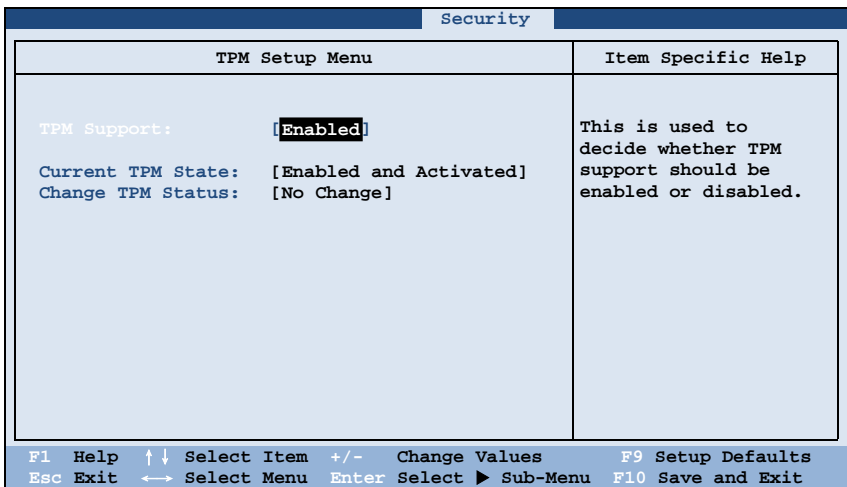 Security
TPM Setup Menu
Item Specific Help
TPM Support: [Enabled]
Current TPM State: [Enabled and Activated]
Change TPM Status: [No Change]
This is used to
decide whether TPM
support should be
enabled or disabled.
F1 Help ↑↓ Select Item +/- Change Values F9 Setup Defaults
Esc Exit ←→ Select Menu Enter Select ▶ Sub-Menu F10 Save and Exit